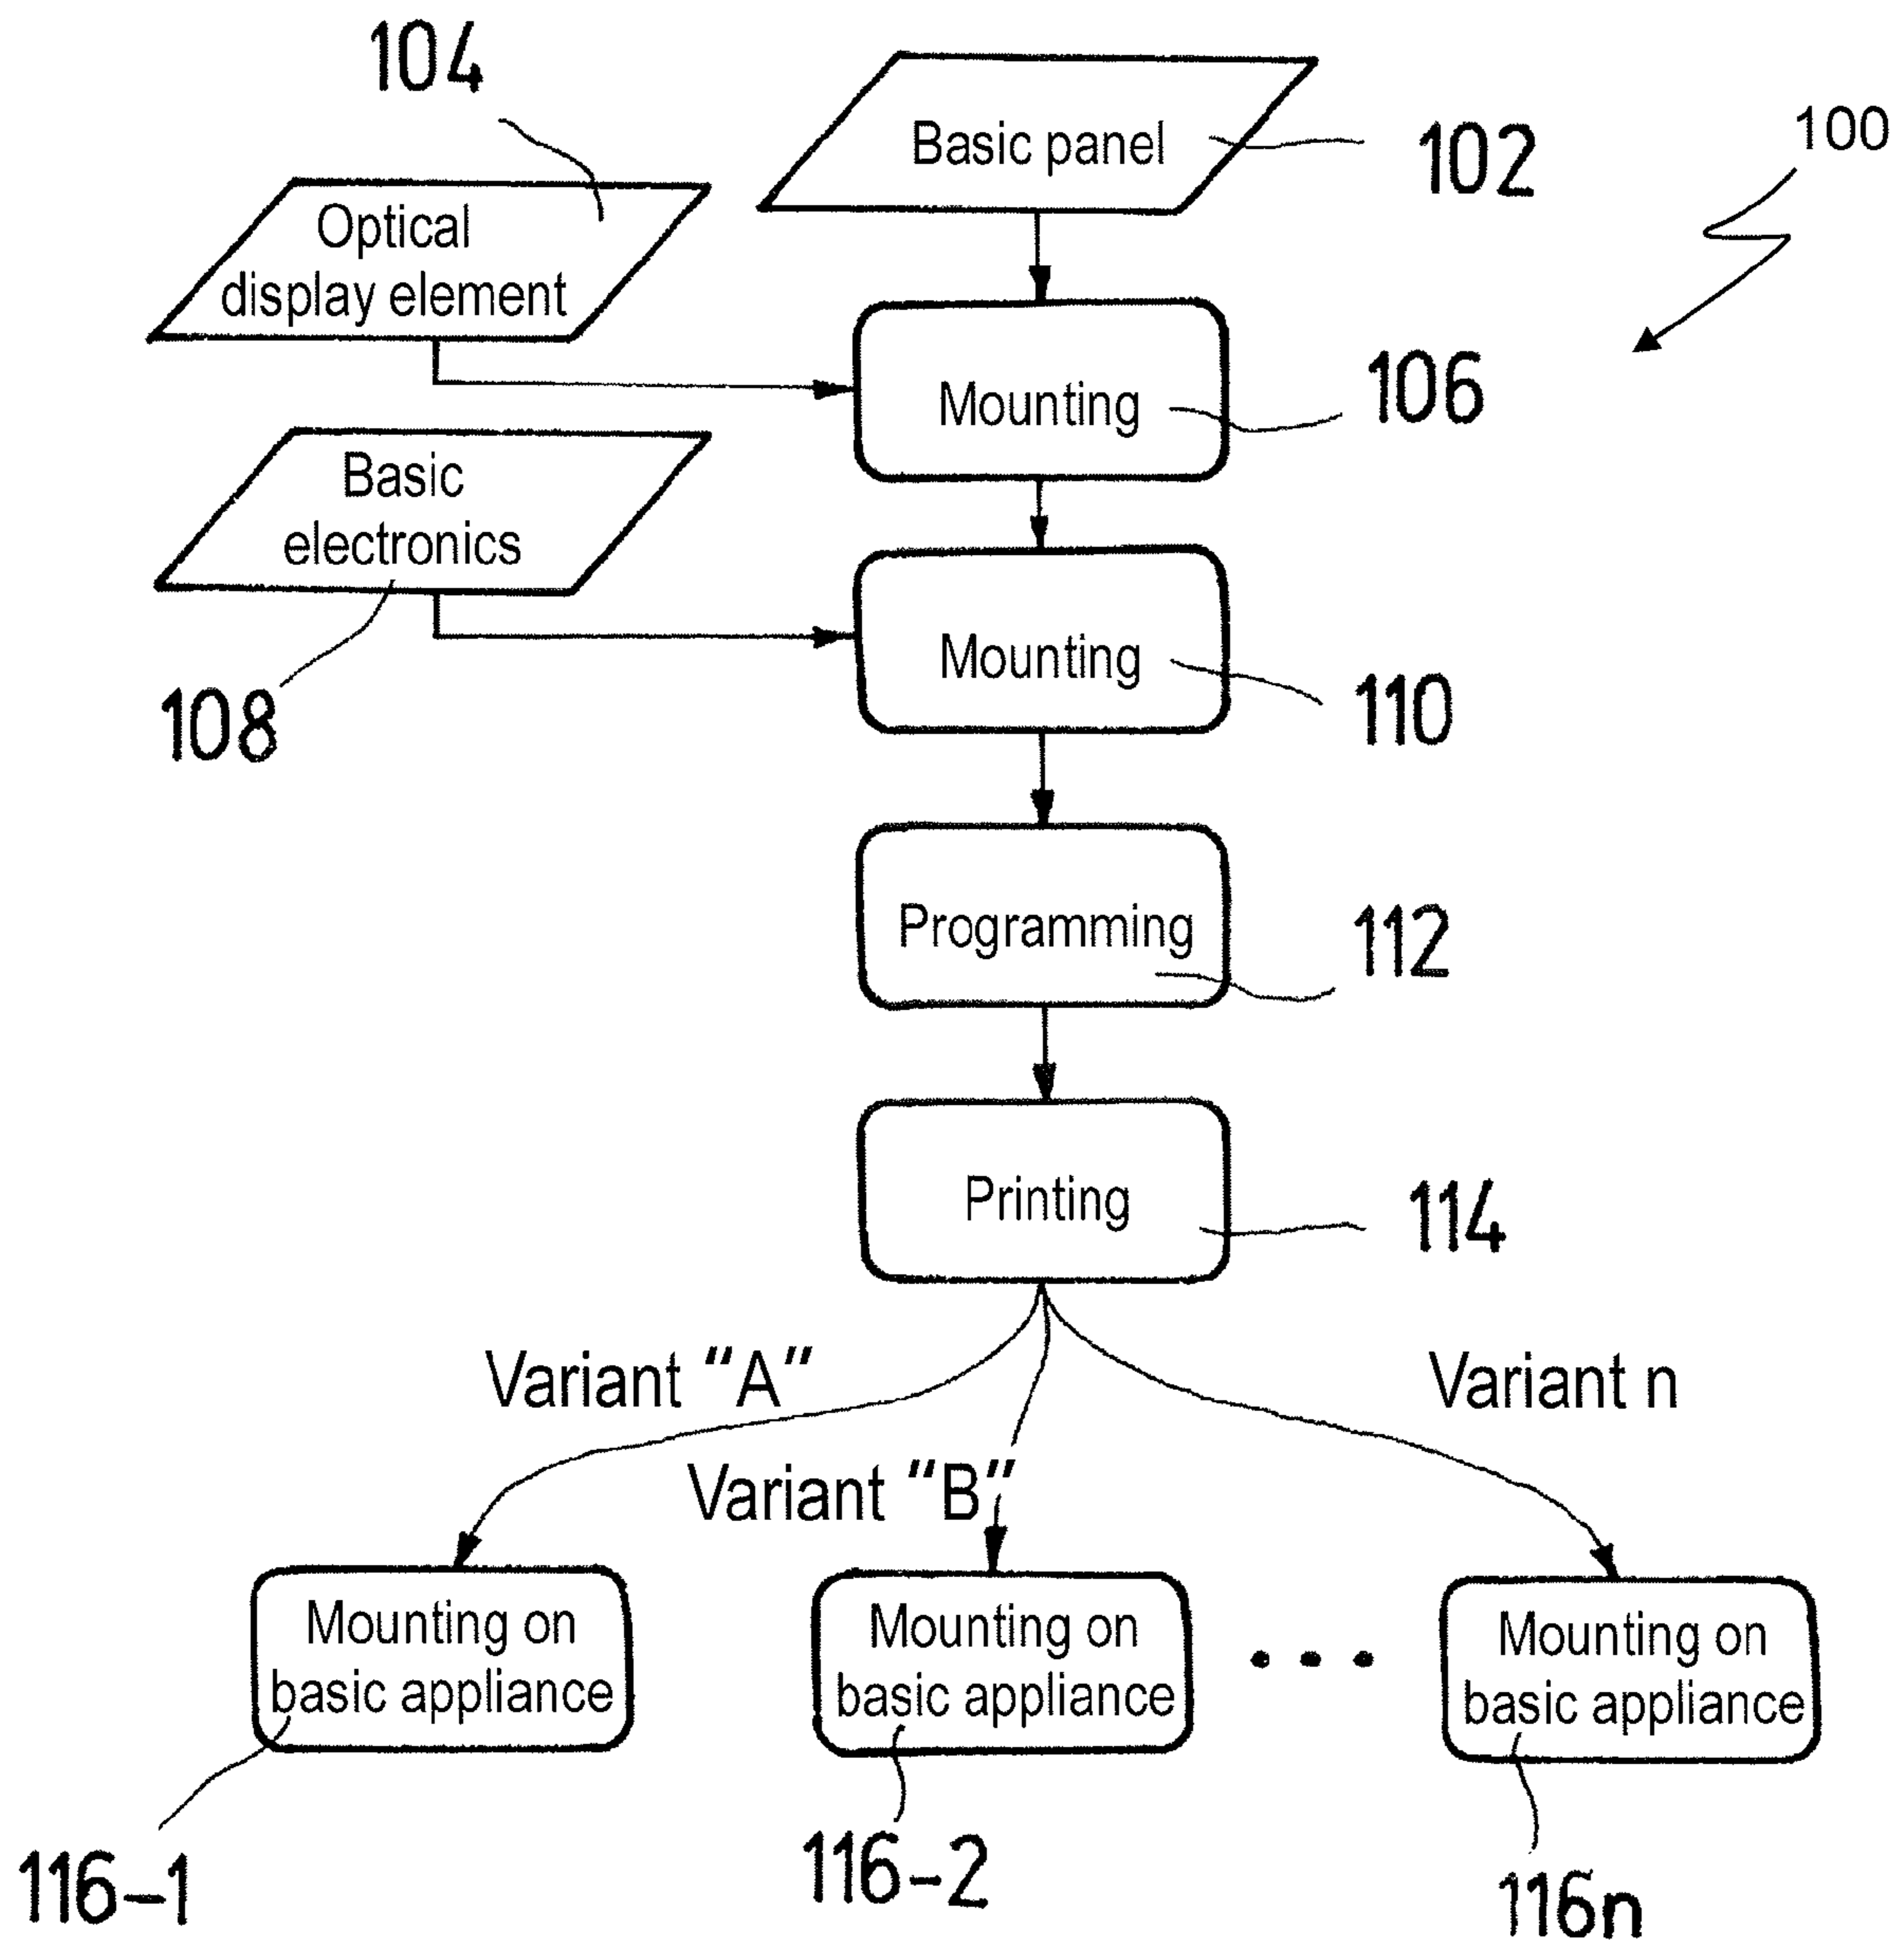 104
Basic panel
102
100
Optical
display element
Mounting
106
Basic
electronics
108
Mounting
110
Programming
112
Printing
114
Variant "A"
Variant n
Variant "B"
Mounting on
basic appliance
Mounting on
basic appliance
Mounting on
basic appliance
116-1
116-2
116n